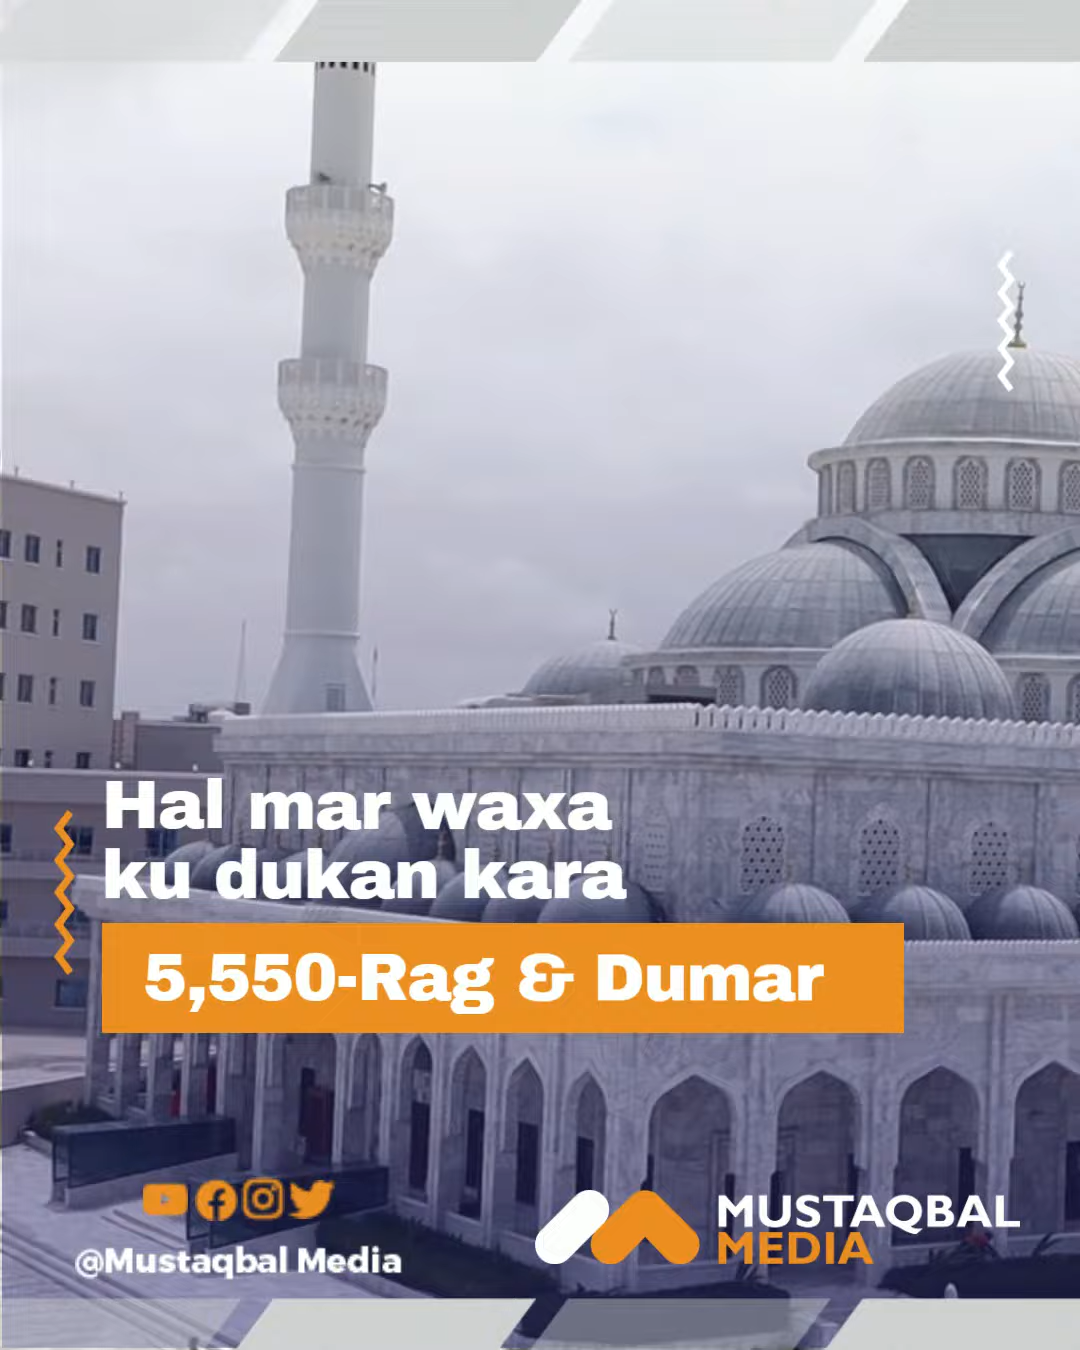 Hal mar waxa
ku dukan kara
5,550-Rag & Dumar
@Mustaqbal Media
MUSTAQBAL
MEDIA